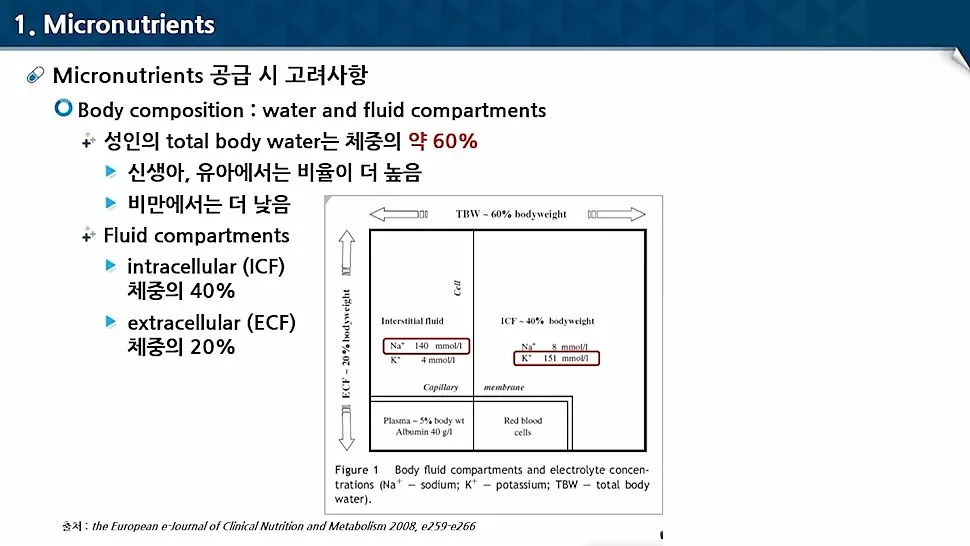 1. Micronutrients
Micronutrients 공급 시 고려사항
Body composition : water and fluid compartments
성인의 total body water는 체중의 약 60%
신생아, 유아에서는 비율이 더 높음
비만에서는 더 낮음
Fluid compartments
intracellular (ICF)
체중의 40%
extracellular (ECF)
체중의 20%
TBW ~ 60% bodyweight
ECF ~ 20% bodyweight
Cell
Interstitial fluid
Na⁺ 140 mmol/l
K⁺ 4 mmol/l
ICF ~ 40% bodyweight
Na⁺ 8 mmol/l
K⁺ 151 mmol/l
Capillary membrane
Plasma ~ 5% body wt
Albumin 40 g/l
Red blood
cells
Figure 1 Body fluid compartments and electrolyte concen-
trations (Na⁺ — sodium; K⁺ — potassium; TBW — total body
water).
출처 : the European e-Journal of Clinical Nutrition and Metabolism 2008, e259-e266